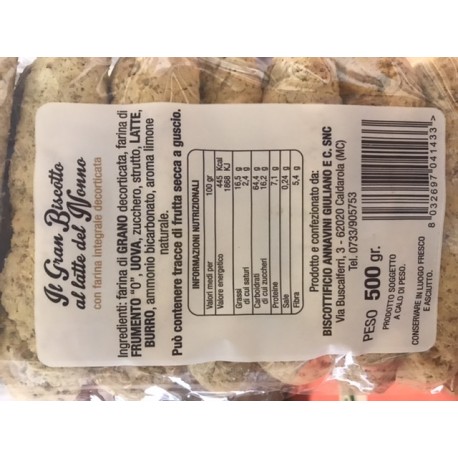 Il Gran Biscotto
al latte del Nonno
con farina integrale decorticata
Ingredienti: farina di GRANO decorticata, farina di
FRUMENTO "0", UOVA, zucchero, strutto, LATTE,
BURRO, ammonio bicarbonato, aroma limone
naturale.
Può contenere tracce di frutta secca a guscio.
INFORMAZIONI NUTRIZIONALI
Valori medi per 100 gr
Valore energetico 445 Kcal
1868 KJ
Grassi 16,5 g
di cui saturi 2,4 g
Carboidrati 64,4 g
di cui zuccheri 16,2 g
Proteine 7,1 g
Sale 0,24 g
Fibra 5,4 g
Prodotto e confezionato da:
BISCOTTIFICIO ANNAVINI GIULIANO E C. SNC
Via Buscalferri, 3 - 62020 Caldarola (MC)
Tel. 0733/905753
PESO 500 gr.
PRODOTTO SOGGETTO
A CALO DI PESO.
CONSERVARE IN LUOGO FRESCO
E ASCIUTTO.
8 032697 041433 >